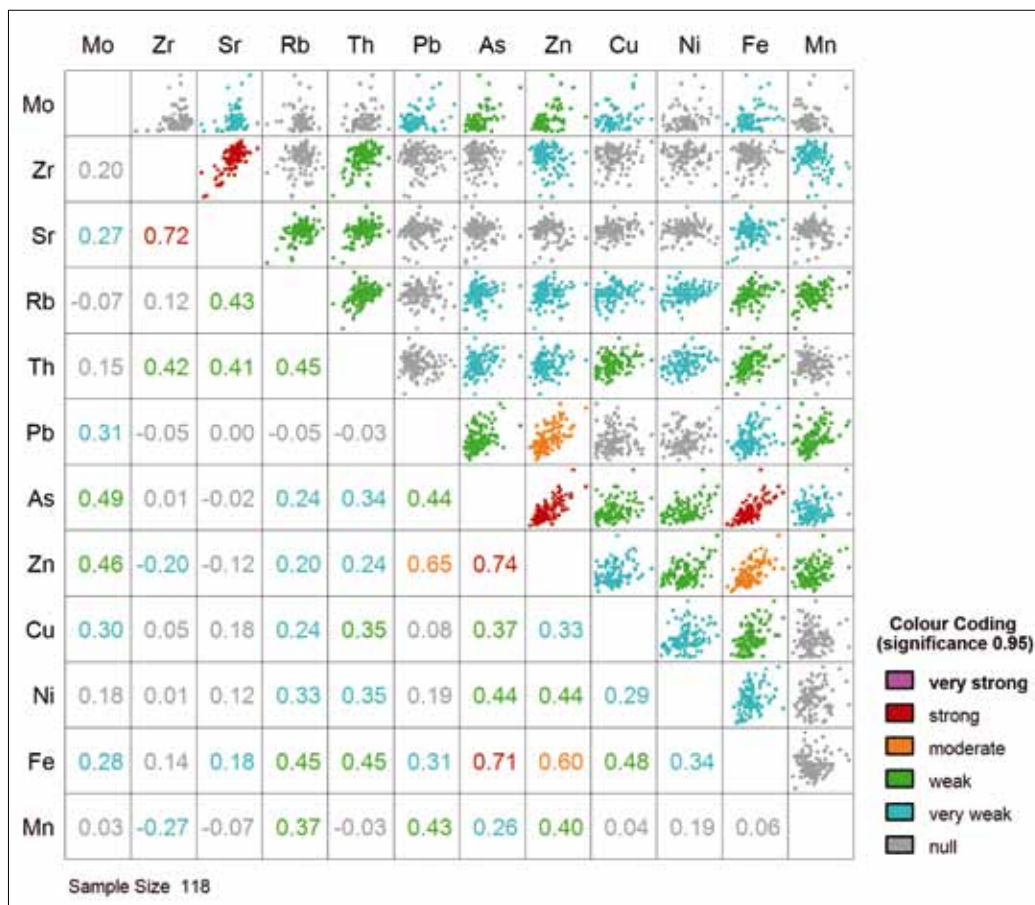 Mo Zr Sr Rb Th Pb As Zn Cu Ni Fe Mn
Mo
Zr 0.20
Sr 0.27 0.72
Rb -0.07 0.12 0.43
Th 0.15 0.42 0.41 0.45
Pb 0.31 -0.05 0.00 -0.05 -0.03
As 0.49 0.01 -0.02 0.24 0.34 0.44
Zn 0.46 -0.20 -0.12 0.20 0.24 0.65 0.74
Cu 0.30 0.05 0.18 0.24 0.35 0.08 0.37 0.33
Ni 0.18 0.01 0.12 0.33 0.35 0.19 0.44 0.44 0.29
Fe 0.28 0.14 0.18 0.45 0.45 0.31 0.71 0.60 0.48 0.34
Mn 0.03 -0.27 -0.07 0.37 -0.03 0.43 0.26 0.40 0.04 0.19 0.06
Sample Size 118
Colour Coding
(significance 0.95)
very strong
strong
moderate
weak
very weak
null